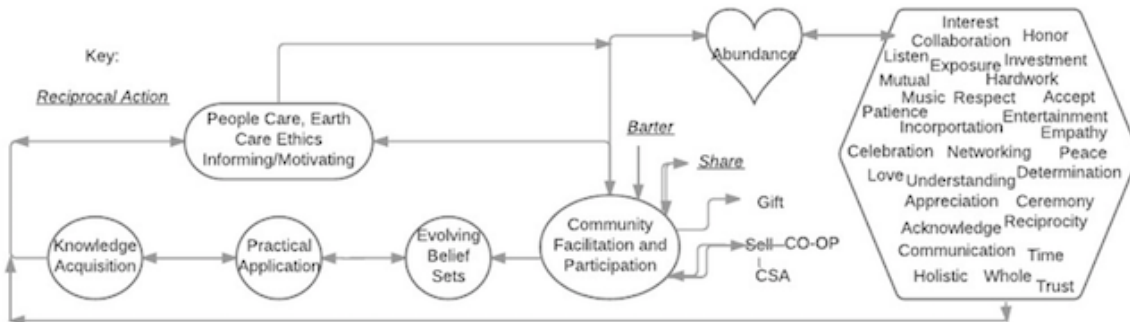 Key:
Reciprocal Action
People Care, Earth
Care Ethics
Informing/Motivating
Knowledge
Acquisition
Practical
Application
Evolving
Belief
Sets
Community
Facilitation and
Participation
Barter
Share
Gift
Sell CO-OP
CSA
Abundance
Interest
Collaboration Honor
Listen Exposure Investment
Mutual Hardwork
Music Respect Accept
Patience Entertainment
Incorportation Empathy
Celebration Networking Peace
Love Understanding Determination
Appreciation Ceremony
Acknowledge Reciprocity
Communication Time
Holistic Whole Trust